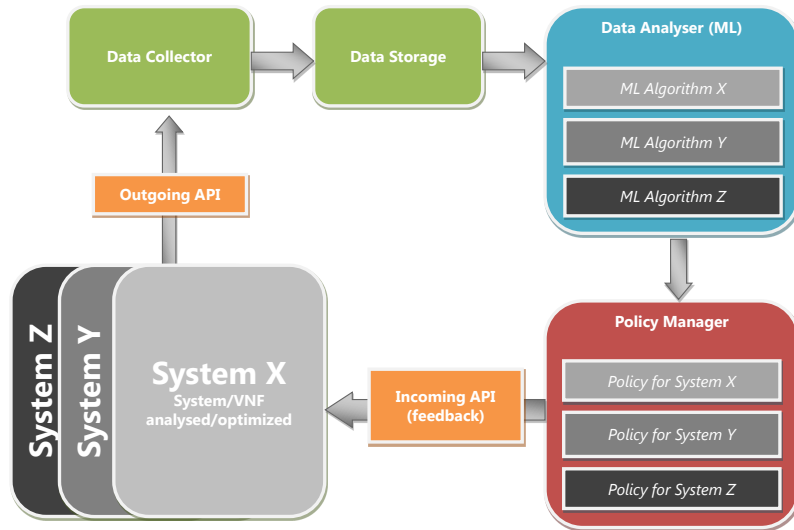 Data Collector
Data Storage
Data Analyser (ML)
ML Algorithm X
ML Algorithm Y
ML Algorithm Z
Outgoing API
System Z
System Y
System X
System/VNF
analysed/optimized
Incoming API
(feedback)
Policy Manager
Policy for System X
Policy for System Y
Policy for System Z